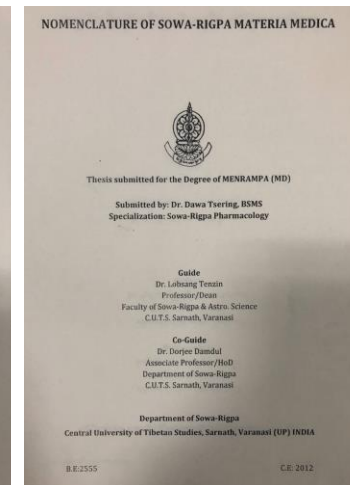 NOMENCLATURE OF SOWA-RIGPA MATERIA MEDICA
Thesis submitted for the Degree of MENRAMPA (MD)
Submitted by: Dr. Dawa Tsering, BSMS
Specialization: Sowa-Rigpa Pharmacology
Guide
Dr. Lobsang Tenzin
Professor/Dean
Faculty of Sowa-Rigpa & Astro. Science
C.U.T.S. Sarnath, Varanasi
Co-Guide
Dr. Dorjee Damdul
Associate Professor/HoD
Department of Sowa-Rigpa
C.U.T.S. Sarnath, Varanasi
Department of Sowa-Rigpa
Central University of Tibetan Studies, Sarnath, Varanasi (UP) INDIA
B.E:2555 C.E: 2012